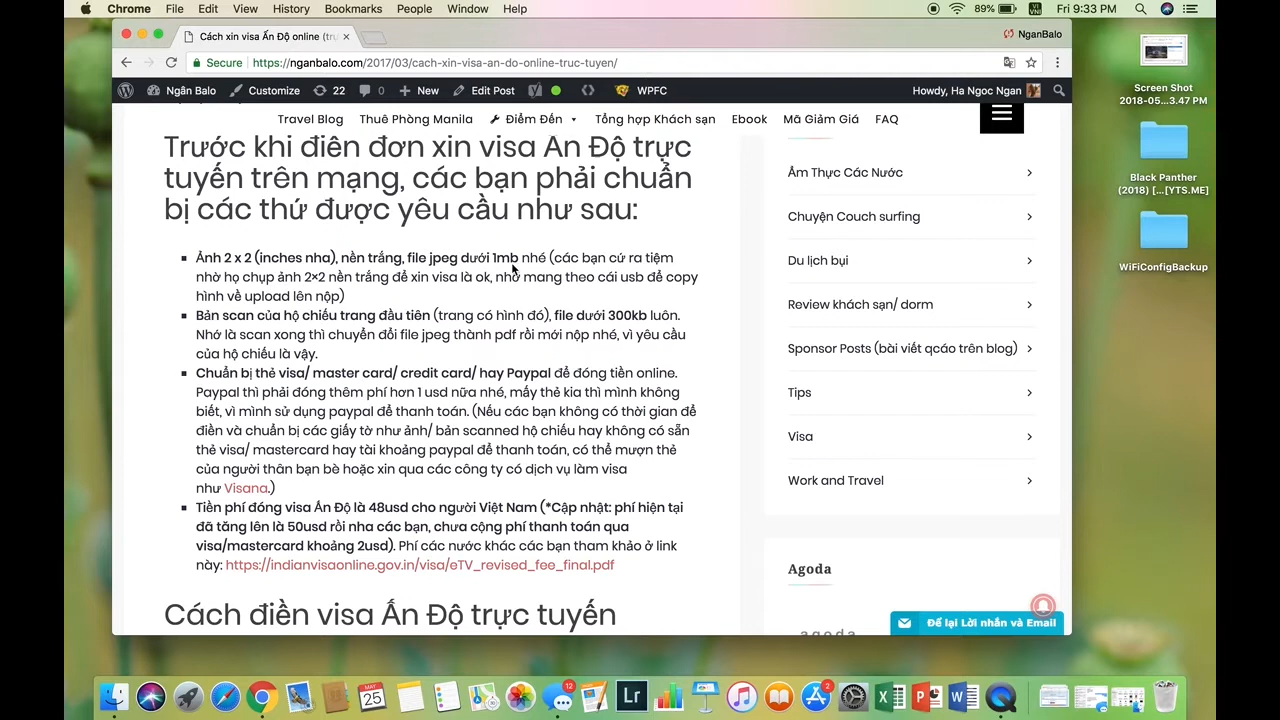 Chrome File Edit View History Bookmarks People Window Help 89% VI VNI Fri 9:33 PM
Cách xin visa Ấn Độ online (trự × NganBalo
Secure https://nganbalo.com/2017/03/cach-xin-visa-an-do-online-truc-tuyen/
Ngân Balo Customize 22 0 New Edit Post WPFC Howdy, Ha Ngoc Ngan
Travel Blog Thuê Phòng Manila Điểm Đến Tổng hợp Khách sạn Ebook Mã Giảm Giá FAQ
Trước khi điền đơn xin visa Ấn Độ trực
tuyến trên mạng, các bạn phải chuẩn
bị các thứ được yêu cầu như sau:
Ảnh 2 x 2 (inches nha), nền trắng, file jpeg dưới 1mb nhé (các bạn cứ ra tiệm
nhờ họ chụp ảnh 2×2 nền trắng để xin visa là ok, nhớ mang theo cái usb để copy
hình về upload lên nộp)
Bản scan của hộ chiếu trang đầu tiên (trang có hình đó), file dưới 300kb luôn.
Nhớ là scan xong thì chuyển đổi file jpeg thành pdf rồi mới nộp nhé, vì yêu cầu
của hộ chiếu là vậy.
Chuẩn bị thẻ visa/ master card/ credit card/ hay Paypal để đóng tiền online.
Paypal thì phải đóng thêm phí hơn 1 usd nữa nhé, mấy thẻ kia thì mình không
biết, vì mình sử dụng paypal để thanh toán. (Nếu các bạn không có thời gian để
điền và chuẩn bị các giấy tờ như ảnh/ bản scanned hộ chiếu hay không có sẵn
thẻ visa/ mastercard hay tài khoảng paypal để thanh toán, có thể mượn thẻ
của người thân bạn bè hoặc xin qua các công ty có dịch vụ làm visa
như Visana.)
Tiền phí đóng visa Ấn Độ là 48usd cho người Việt Nam (*Cập nhật: phí hiện tại
đã tăng lên là 50usd rồi nha các bạn, chưa cộng phí thanh toán qua
visa/mastercard khoảng 2usd). Phí các nước khác các bạn tham khảo ở link
này: https://indianvisaonline.gov.in/visa/eTV_revised_fee_final.pdf
Cách điền visa Ấn Độ trực tuyến
Ẩm Thực Các Nước
Chuyện Couch surfing
Du lịch bụi
Review khách sạn/ dorm
Sponsor Posts (bài viết qcáo trên blog)
Tips
Visa
Work and Travel
Agoda
agoda
Để lại Lời nhắn và Email
Screen Shot
2018-05...3.47 PM
Black Panther
(2018) [...[YTS.ME]
WiFiConfigBackup
MAY
25
12
Lr
2